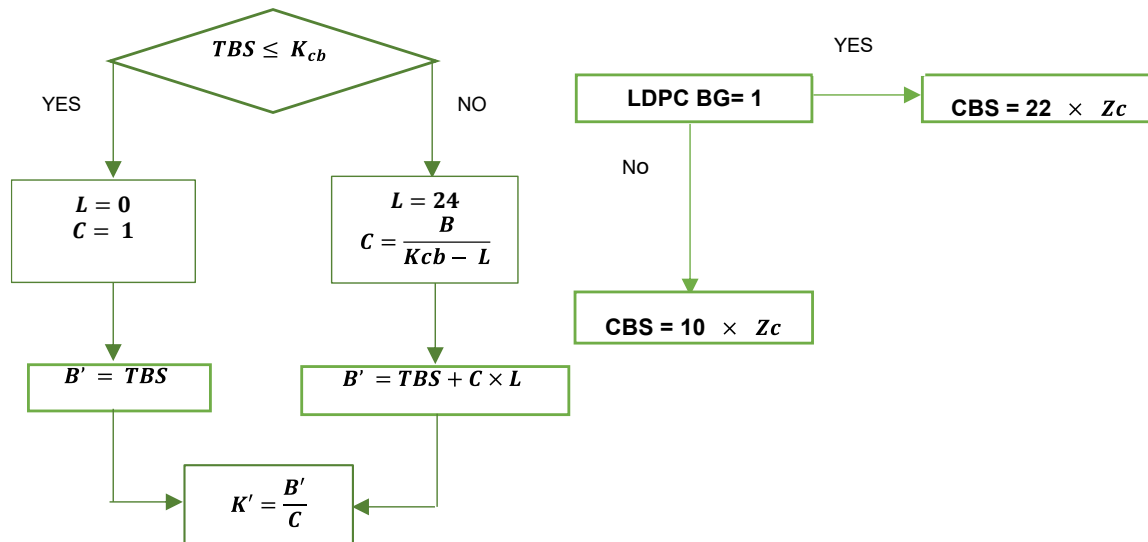 TBS ≤ K_cb
YES
NO
L = 0
C = 1
L = 24
C = B / (Kcb − L)
B’ = TBS
B’ = TBS + C × L
K′ = B′ / C
LDPC BG= 1
YES
No
CBS = 22 × Zc
CBS = 10 × Zc